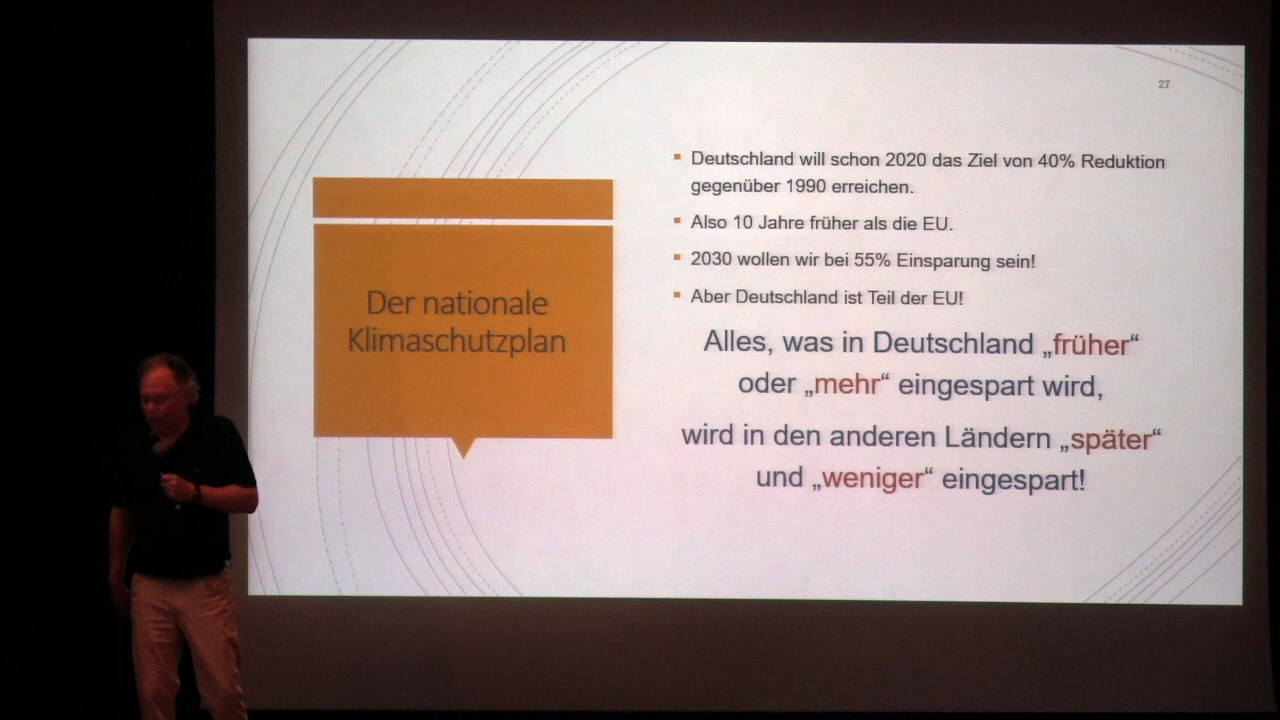 27
Der nationale
Klimaschutzplan
Deutschland will schon 2020 das Ziel von 40% Reduktion
gegenüber 1990 erreichen.
Also 10 Jahre früher als die EU.
2030 wollen wir bei 55% Einsparung sein!
Aber Deutschland ist Teil der EU!
Alles, was in Deutschland „früher“
oder „mehr“ eingespart wird,
wird in den anderen Ländern „später“
und „weniger“ eingespart!